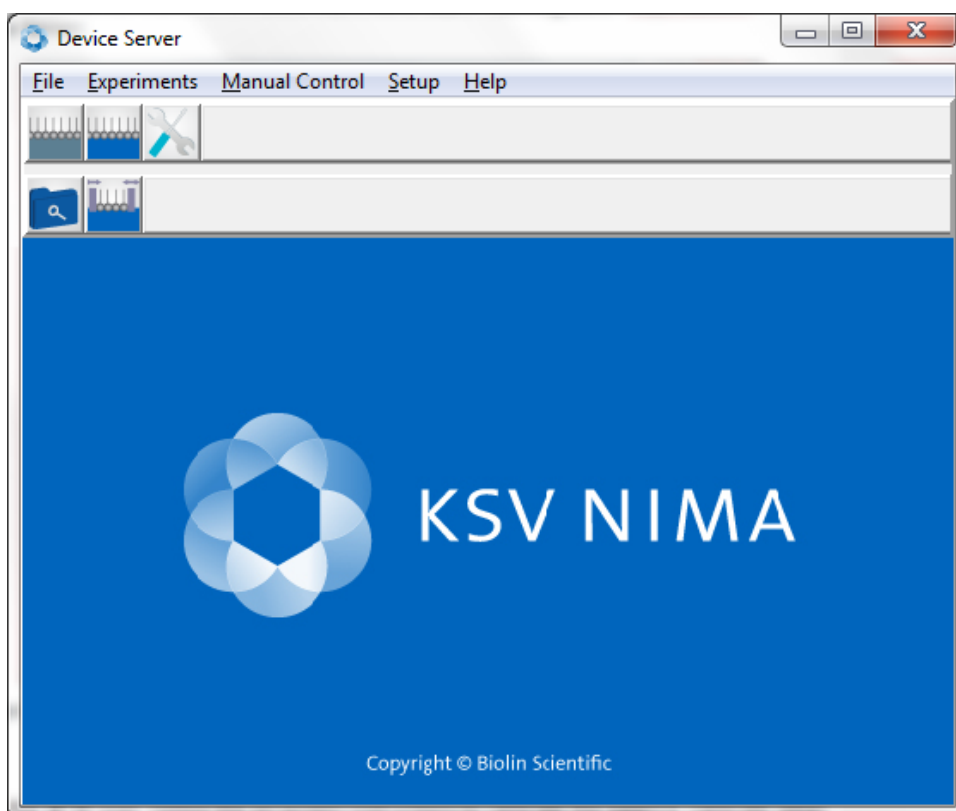 Device Server
File Experiments Manual Control Setup Help
KSV NIMA
Copyright © Biolin Scientific